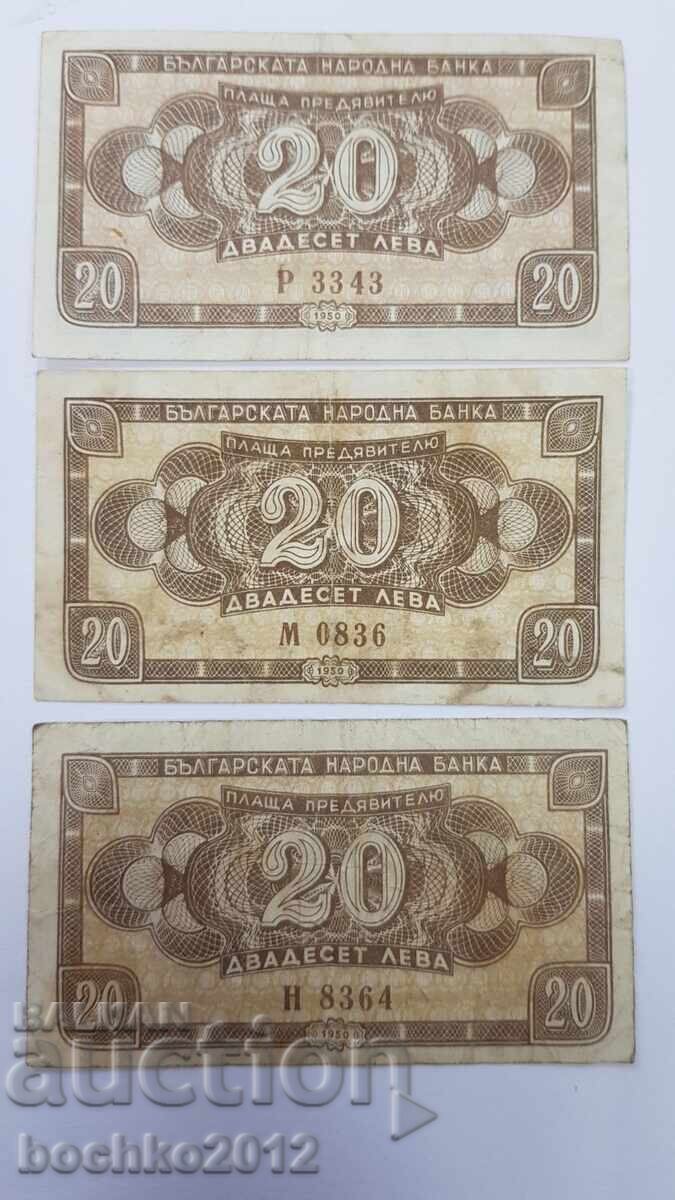 БЪЛГАРСКАТА НАРОДНА БАНКА
ПЛАЩА ПРЕДЯВИТЕЛЮ
20
ДВАДЕСЕТ ЛЕВА
20 Р 3343 20
1950
БЪЛГАРСКАТА НАРОДНА БАНКА
ПЛАЩА ПРЕДЯВИТЕЛЮ
20
ДВАДЕСЕТ ЛЕВА
20 М 0836 20
1950
БЪЛГАРСКАТА НАРОДНА БАНКА
ПЛАЩА ПРЕДЯВИТЕЛЮ
20
ДВАДЕСЕТ ЛЕВА
20 Н 8364 20
1950
BALKAN
auction
bochko2012